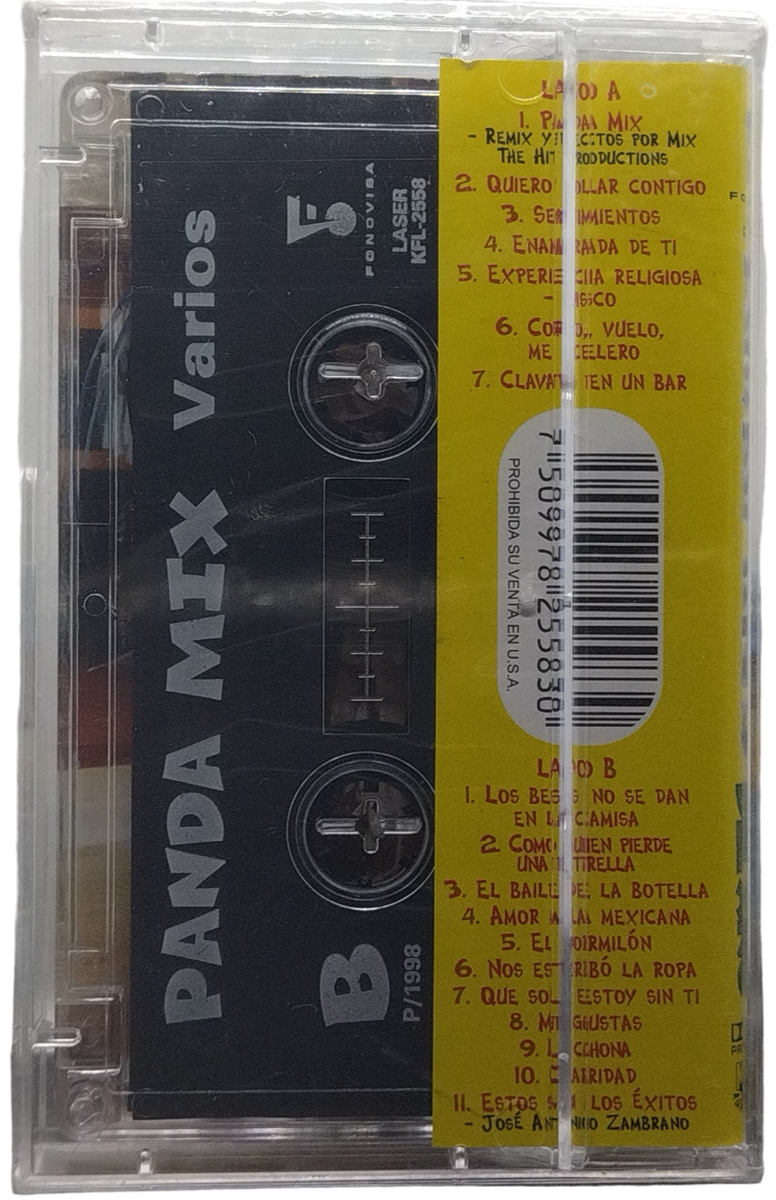 PANDA MIX Varios
FONOVISA
LASER
KFL-2558
B
P/1998
LADO A
1. PANDA MIX
- REMIX Y EFECTOS POR MIX
THE HIT PRODUCTIONS
2. QUIERO VOLAR CONTIGO
3. SENTIMIENTOS
4. ENAMORADA DE TI
5. EXPERIENCIA RELIGIOSA
- DISCO
6. CORRO, VUELO,
ME ACELERO
7. CLAVADO EN UN BAR
7 509978 255830
PROHIBIDA SU VENTA EN U.S.A.
LADO B
1. LOS BESOS NO SE DAN
EN LA CAMISA
2. COMO QUIEN PIERDE
UNA ESTRELLA
3. EL BAILE DE LA BOTELLA
4. AMOR A LA MEXICANA
5. EL DORMILÓN
6. NOS ESTORBÓ LA ROPA
7. QUE SOLO ESTOY SIN TI
8. ME GUSTAS
9. LA CHONA
10. CLARIDAD
11. ESTOS SON LOS ÉXITOS
- JOSÉ ANTONIO ZAMBRANO